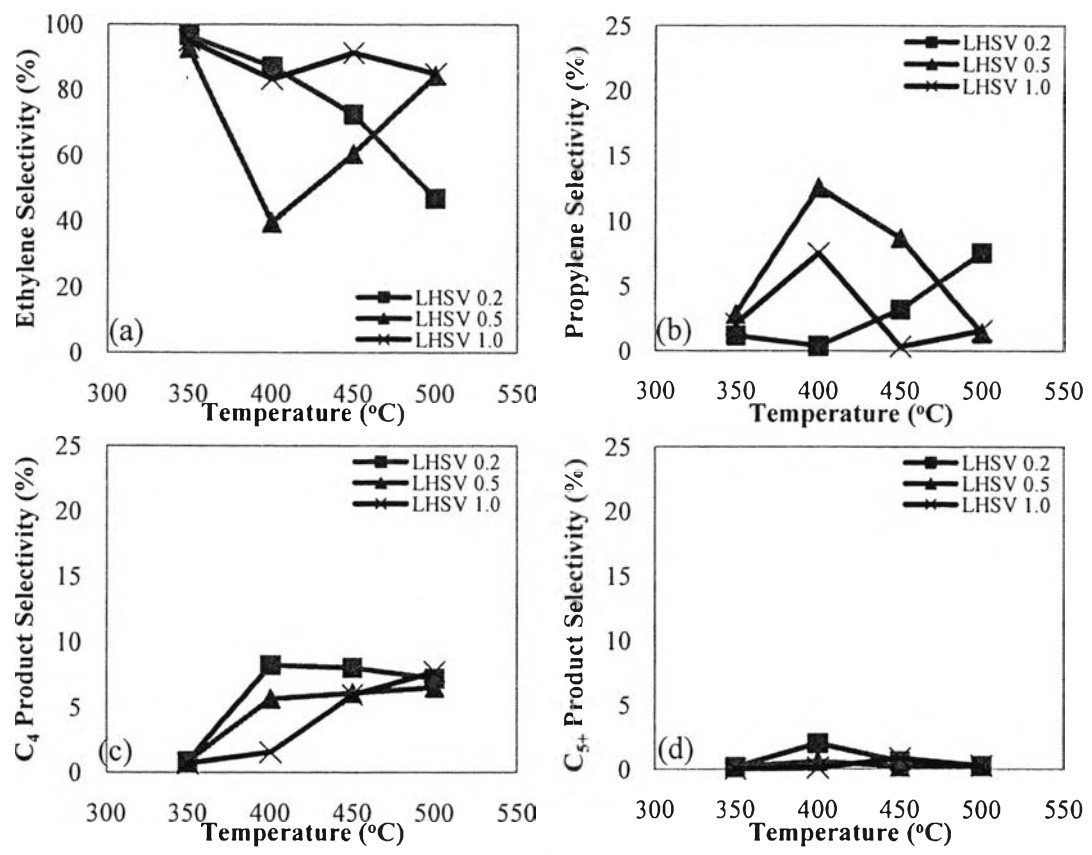 Ethylene Selectivity (%)
100
80
60
40
20
0
LHSV 0.2
LHSV 0.5
LHSV 1.0
(a)
300 350 400 450 500 550
Temperature (°C)
Propylene Selectivity (%)
25
20
15
10
5
0
LHSV 0.2
LHSV 0.5
LHSV 1.0
(b)
300 350 400 450 500 550
Temperature (°C)
C₄ Product Selectivity (%)
25
20
15
10
5
0
LHSV 0.2
LHSV 0.5
LHSV 1.0
(c)
300 350 400 450 500 550
Temperature (°C)
C₅₊ Product Selectivity (%)
25
20
15
10
5
0
LHSV 0.2
LHSV 0.5
LHSV 1.0
(d)
300 350 400 450 500 550
Temperature (°C)